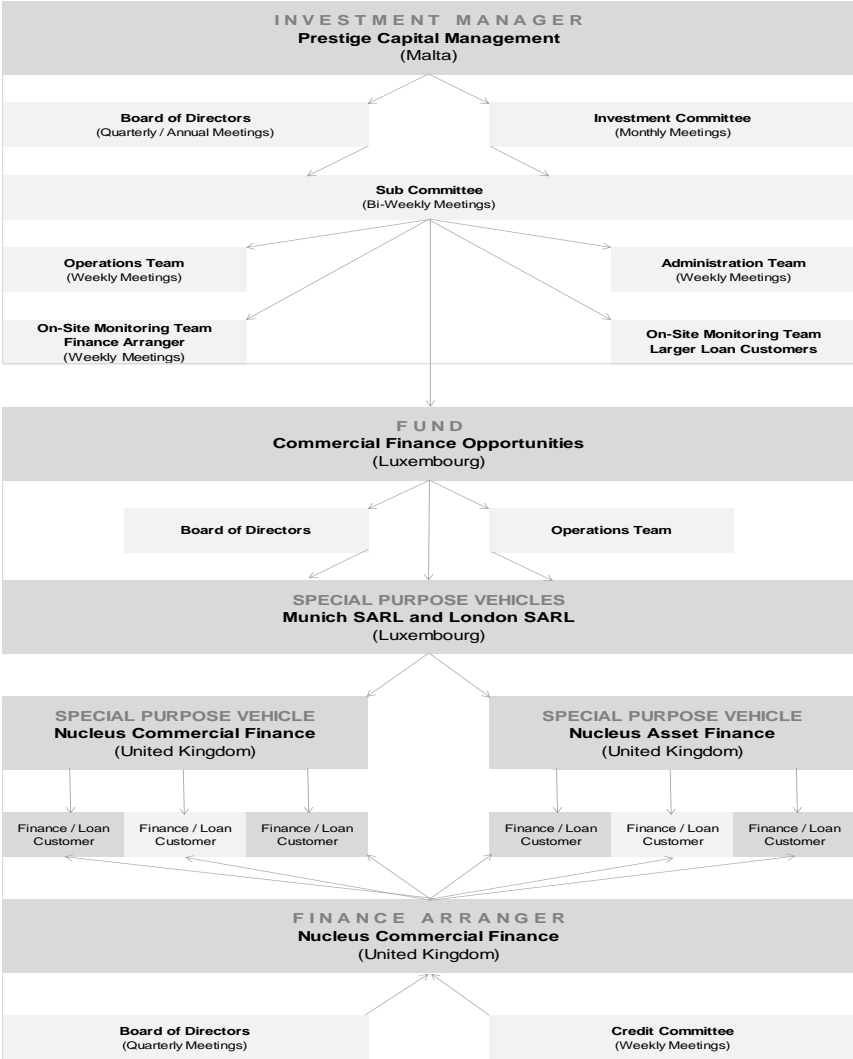 INVESTMENT MANAGER
Prestige Capital Management
(Malta)
Board of Directors
(Quarterly / Annual Meetings)
Investment Committee
(Monthly Meetings)
Sub Committee
(Bi-Weekly Meetings)
Operations Team
(Weekly Meetings)
Administration Team
(Weekly Meetings)
On-Site Monitoring Team
Finance Arranger
(Weekly Meetings)
On-Site Monitoring Team
Larger Loan Customers
FUND
Commercial Finance Opportunities
(Luxembourg)
Board of Directors
Operations Team
SPECIAL PURPOSE VEHICLES
Munich SARL and London SARL
(Luxembourg)
SPECIAL PURPOSE VEHICLE
Nucleus Commercial Finance
(United Kingdom)
SPECIAL PURPOSE VEHICLE
Nucleus Asset Finance
(United Kingdom)
Finance / Loan
Customer
Finance / Loan
Customer
Finance / Loan
Customer
Finance / Loan
Customer
Finance / Loan
Customer
Finance / Loan
Customer
FINANCE ARRANGER
Nucleus Commercial Finance
(United Kingdom)
Board of Directors
(Quarterly Meetings)
Credit Committee
(Weekly Meetings)